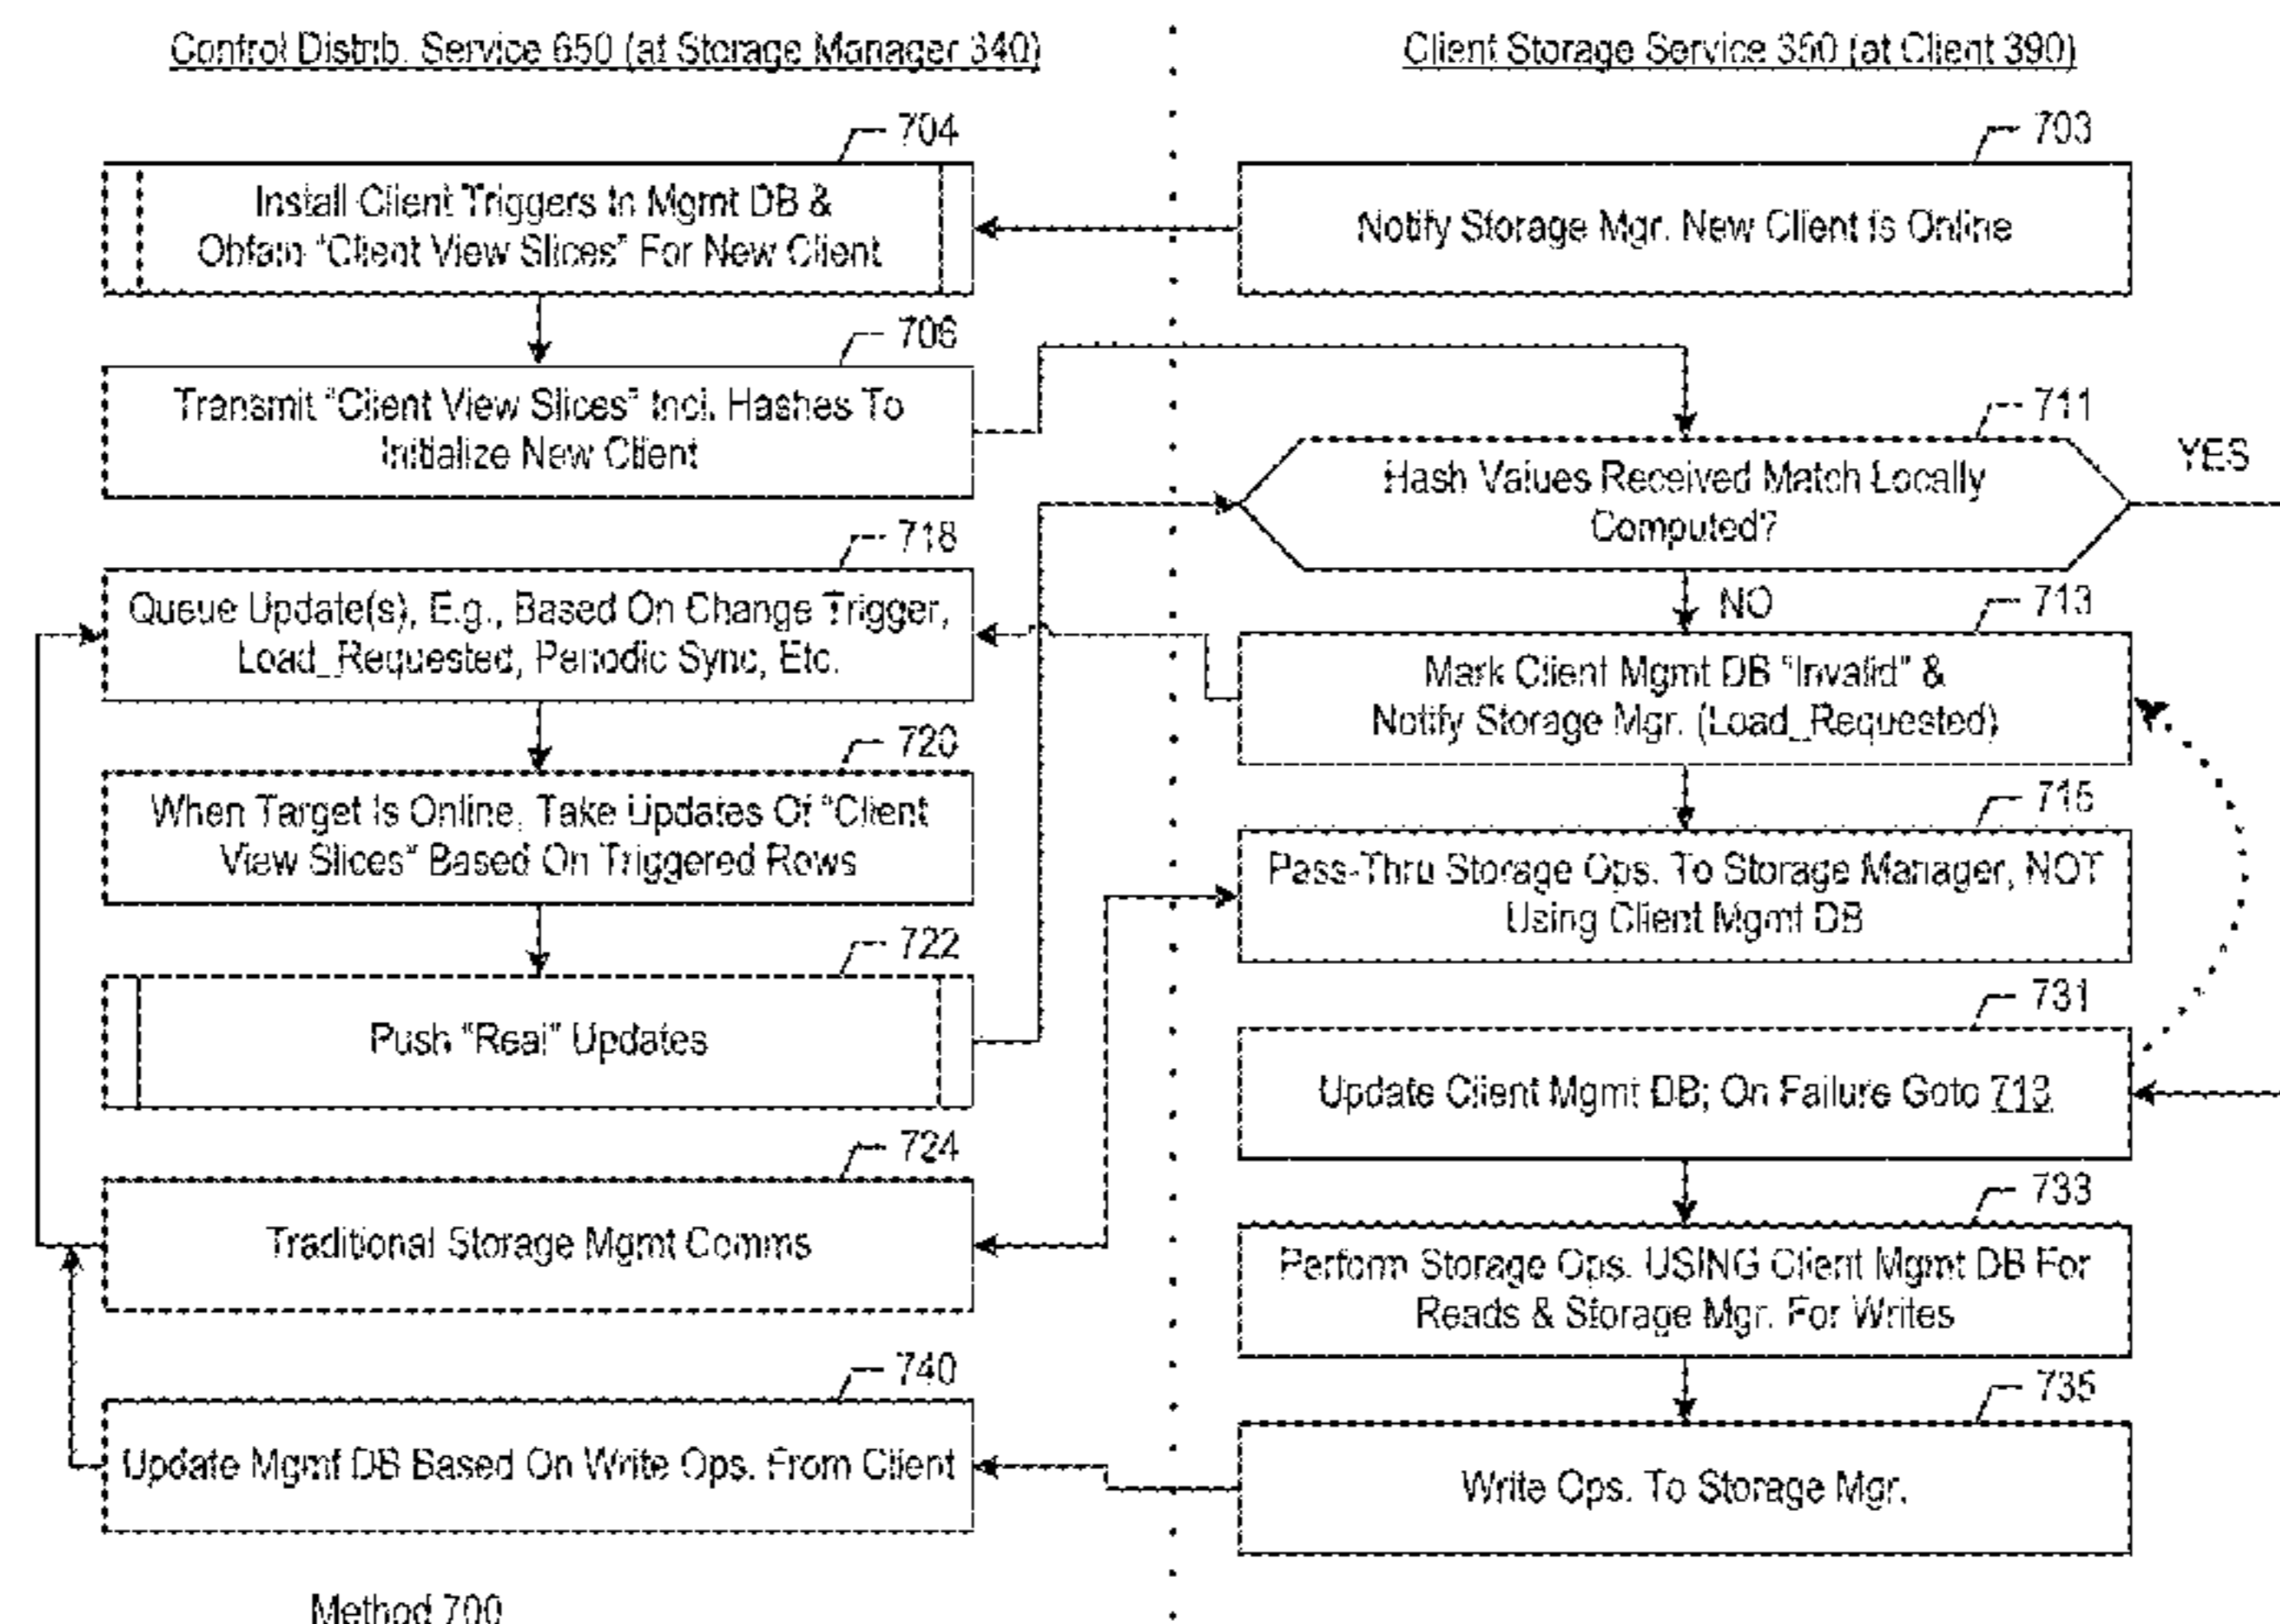 Control Distrib. Service 650 (at Storage Manager 340)
Client Storage Service 350 (at Client 390)
704
Install Client Triggers In Mgmt DB &
Obtain "Client View Slices" For New Client
703
Notify Storage Mgr. New Client is Online
706
Transmit "Client View Slices" Incl. Hashes To
Initialize New Client
711
Hash Values Received Match Locally
Computed?
YES
NO
718
Queue Update(s), E.g., Based On Change Trigger,
Load_Requested, Periodic Sync, Etc.
713
Mark Client Mgmt DB "Invalid" &
Notify Storage Mgr. (Load_Requested)
720
When Target Is Online, Take Updates Of "Client
View Slices" Based On Triggered Rows
715
Pass-Thru Storage Ops. To Storage Manager, NOT
Using Client Mgmt DB
722
Push "Real" Updates
731
Update Client Mgmt DB; On Failure Goto 713
724
Traditional Storage Mgmt Comms
733
Perform Storage Ops. USING Client Mgmt DB For
Reads & Storage Mgr. For Writes
740
Update Mgmt DB Based On Write Ops. From Client
735
Write Ops. To Storage Mgr.
Method 700